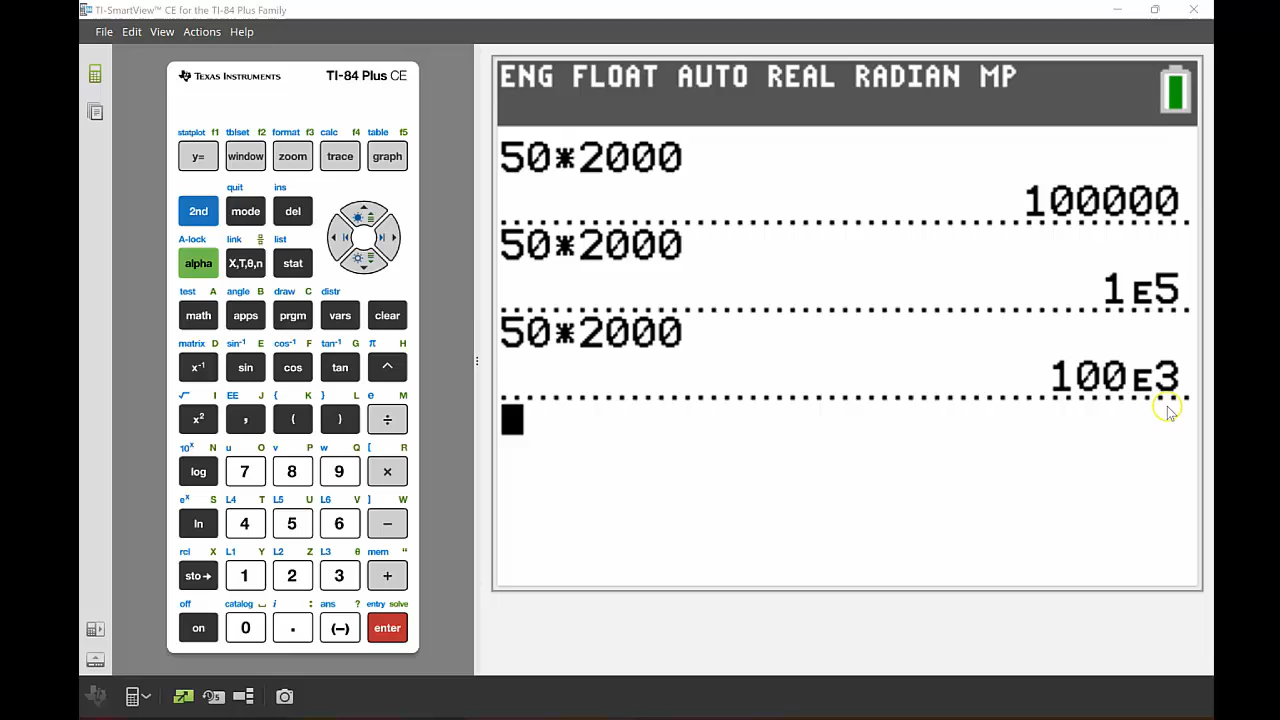 TI-SmartView™ CE for the TI-84 Plus Family
File Edit View Actions Help
TEXAS INSTRUMENTS TI-84 Plus CE
statplot f1 tblset f2 format f3 calc f4 table f5
y= window zoom trace graph
quit ins
2nd mode del
A-lock link list
alpha X,T,θ,n stat
test A angle B draw C distr
math apps prgm vars clear
matrix D sin⁻¹ E cos⁻¹ F tan⁻¹ G π H
x⁻¹ sin cos tan ^
√ I EE J { K } L e M
x² , ( ) ÷
10ˣ N u O v P w Q [ R
log 7 8 9 ×
eˣ S L4 T L5 U L6 V ] W
ln 4 5 6 −
rcl X L1 Y L2 Z L3 θ mem “
sto→ 1 2 3 +
off catalog ⎵ i : ans ? entry solve
on 0 . (−) enter
ENG FLOAT AUTO REAL RADIAN MP
50*2000
100000
50*2000
1ᴇ5
50*2000
100ᴇ3